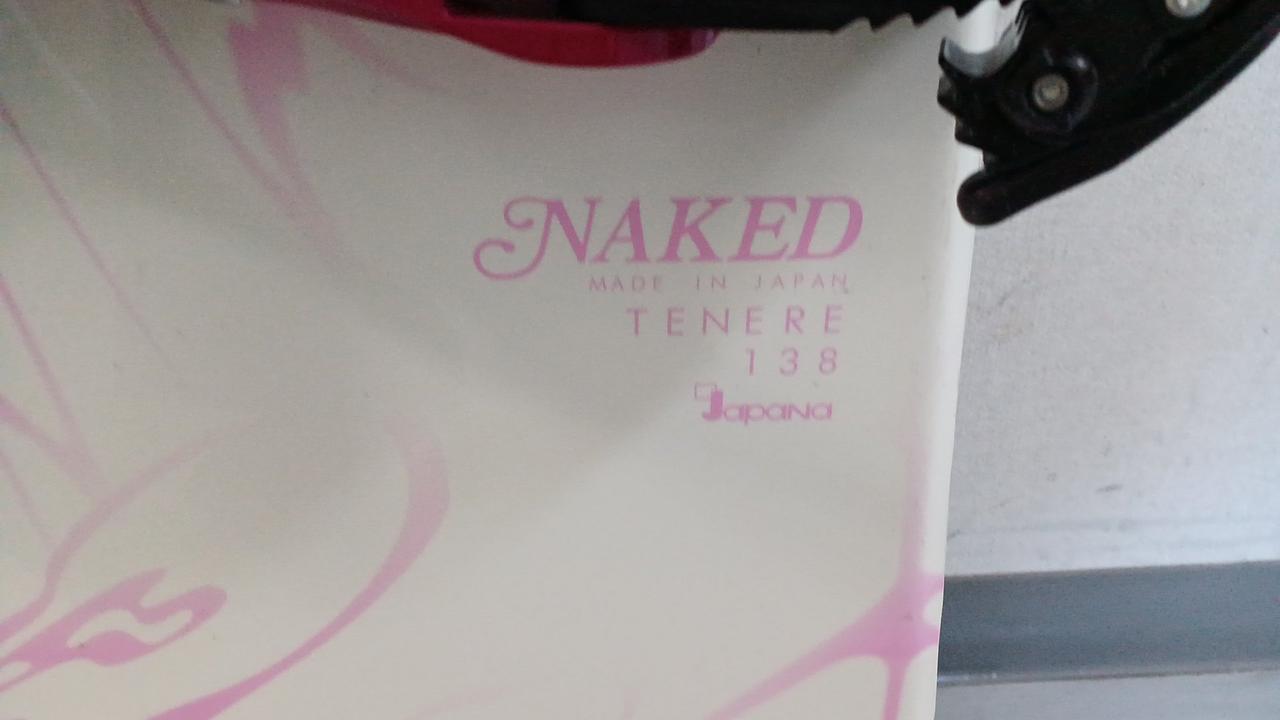 NAKED
MADE IN JAPAN
TENERE
138
Japana